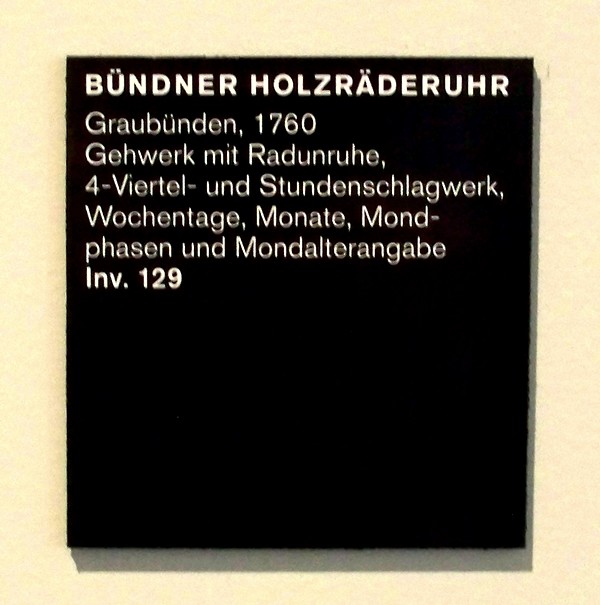 BÜNDNER HOLZRÄDERUHR
Graubünden, 1760
Gehwerk mit Radunruhe,
4-Viertel- und Stundenschlagwerk,
Wochentage, Monate, Mond-
phasen und Mondalterangabe
Inv. 129